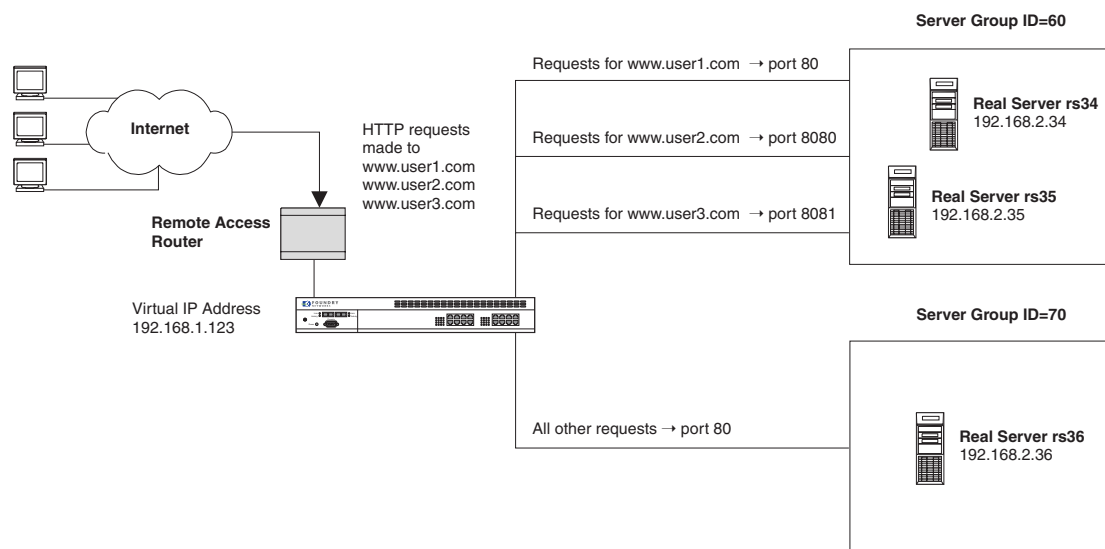 Server Group ID=60
Requests for www.user1.com → port 80
Real Server rs34
192.168.2.34
Internet
HTTP requests
made to
www.user1.com
www.user2.com
www.user3.com
Requests for www.user2.com → port 8080
Real Server rs35
192.168.2.35
Requests for www.user3.com → port 8081
Remote Access
Router
Virtual IP Address
192.168.1.123
FOUNDRY
NETWORKS
Server Group ID=70
All other requests → port 80
Real Server rs36
192.168.2.36